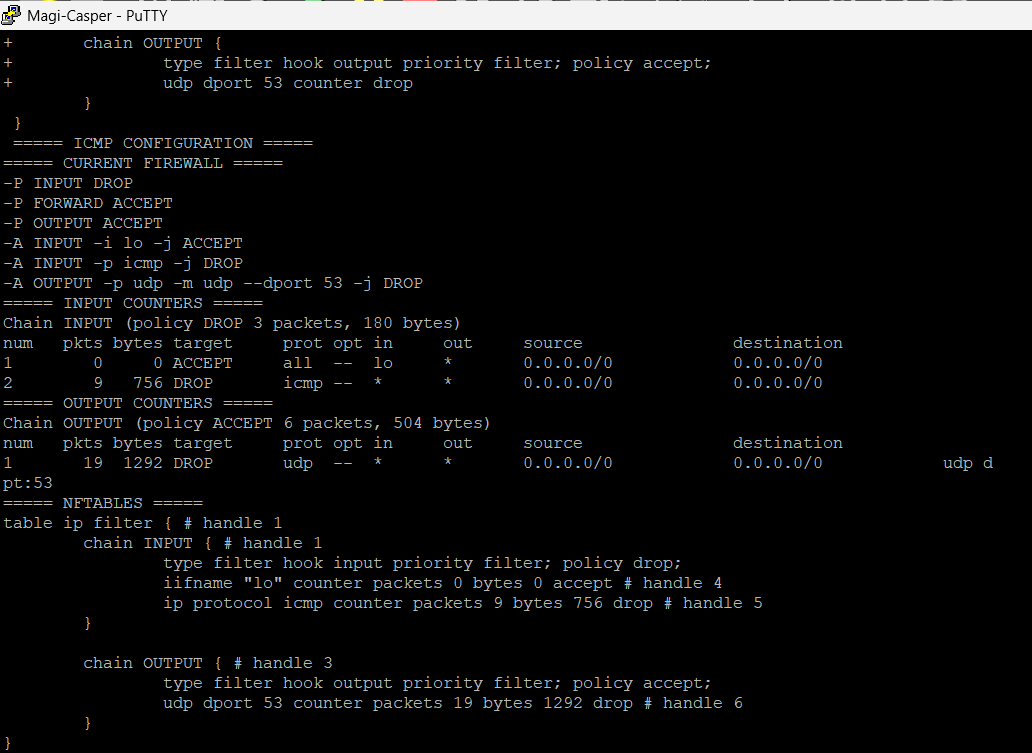 Magi-Casper - PuTTY
+       chain OUTPUT {
+               type filter hook output priority filter; policy accept;
+               udp dport 53 counter drop
        }
 }
 ===== ICMP CONFIGURATION =====
===== CURRENT FIREWALL =====
-P INPUT DROP
-P FORWARD ACCEPT
-P OUTPUT ACCEPT
-A INPUT -i lo -j ACCEPT
-A INPUT -p icmp -j DROP
-A OUTPUT -p udp -m udp --dport 53 -j DROP
===== INPUT COUNTERS =====
Chain INPUT (policy DROP 3 packets, 180 bytes)
num   pkts bytes target     prot opt in     out     source               destination
1        0     0 ACCEPT     all  --  lo     *       0.0.0.0/0            0.0.0.0/0
2        9   756 DROP       icmp --  *      *       0.0.0.0/0            0.0.0.0/0
===== OUTPUT COUNTERS =====
Chain OUTPUT (policy ACCEPT 6 packets, 504 bytes)
num   pkts bytes target     prot opt in     out     source               destination
1       19  1292 DROP       udp  --  *      *       0.0.0.0/0            0.0.0.0/0            udp d
pt:53
===== NFTABLES =====
table ip filter { # handle 1
        chain INPUT { # handle 1
                type filter hook input priority filter; policy drop;
                iifname "lo" counter packets 0 bytes 0 accept # handle 4
                ip protocol icmp counter packets 9 bytes 756 drop # handle 5
        }

        chain OUTPUT { # handle 3
                type filter hook output priority filter; policy accept;
                udp dport 53 counter packets 19 bytes 1292 drop # handle 6
        }
}